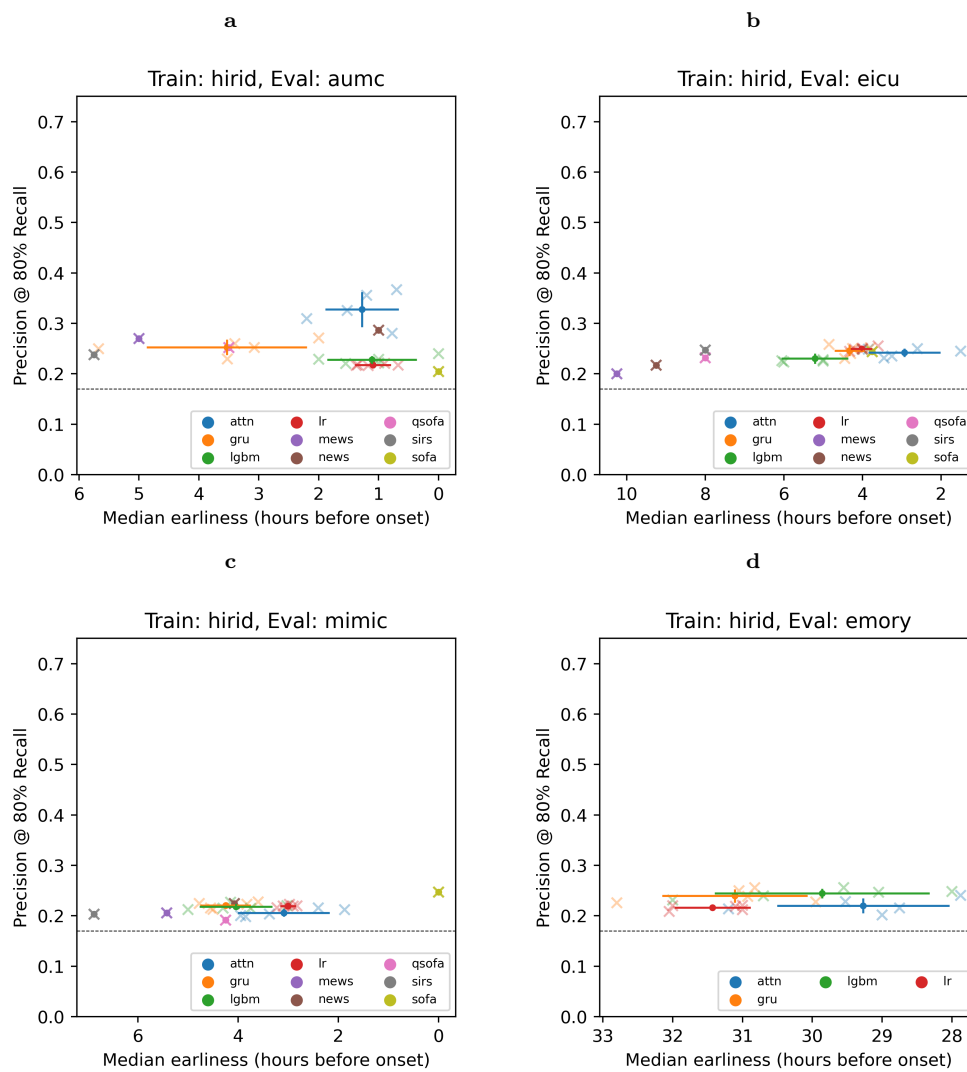 a
Train: hirid, Eval: aumc
Precision @ 80% Recall
0.7
0.6
0.5
0.4
0.3
0.2
0.1
0.0
attn lr qsofa
gru mews sirs
lgbm news sofa
6 5 4 3 2 1 0
Median earliness (hours before onset)
b
Train: hirid, Eval: eicu
Precision @ 80% Recall
0.7
0.6
0.5
0.4
0.3
0.2
0.1
0.0
attn lr qsofa
gru mews sirs
lgbm news sofa
10 8 6 4 2
Median earliness (hours before onset)
c
Train: hirid, Eval: mimic
Precision @ 80% Recall
0.7
0.6
0.5
0.4
0.3
0.2
0.1
0.0
attn lr qsofa
gru mews sirs
lgbm news sofa
6 4 2 0
Median earliness (hours before onset)
d
Train: hirid, Eval: emory
Precision @ 80% Recall
0.7
0.6
0.5
0.4
0.3
0.2
0.1
0.0
attn lgbm lr
gru
33 32 31 30 29 28
Median earliness (hours before onset)